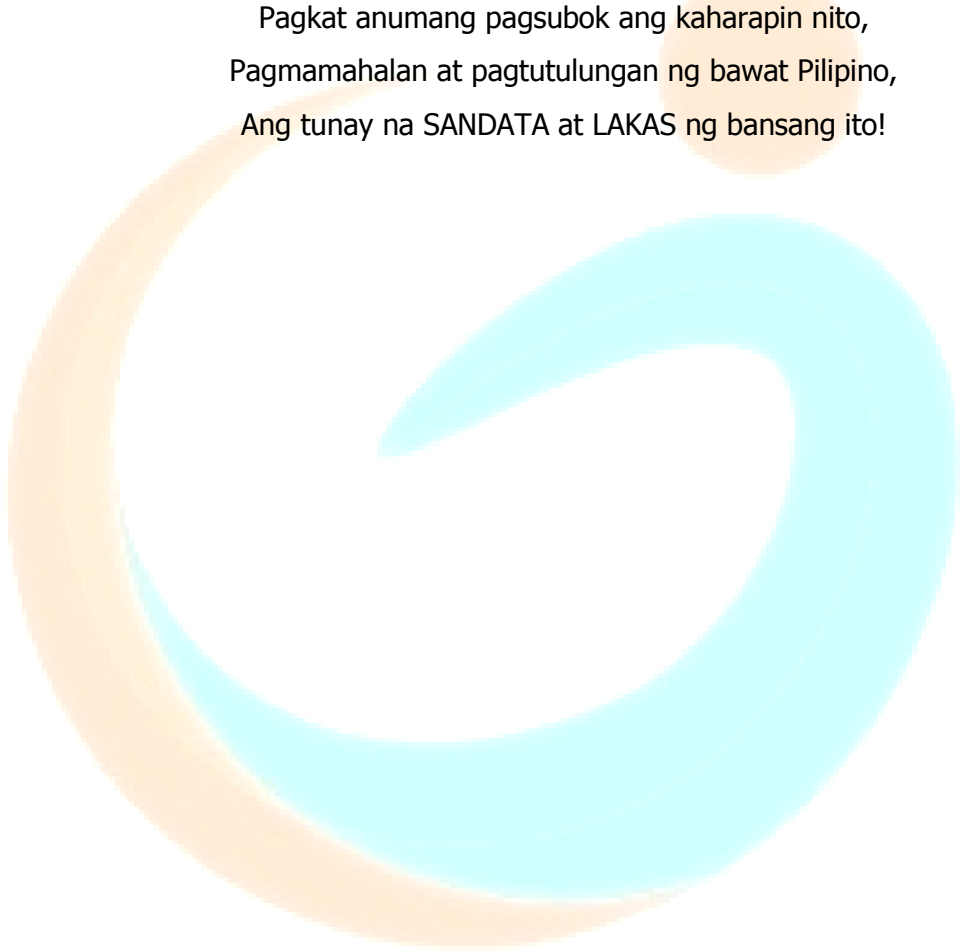 Pagkat anumang pagsubok ang kaharapin nito,
Pagmamahalan at pagtutulungan ng bawat Pilipino,
Ang tunay na SANDATA at LAKAS ng bansang ito!